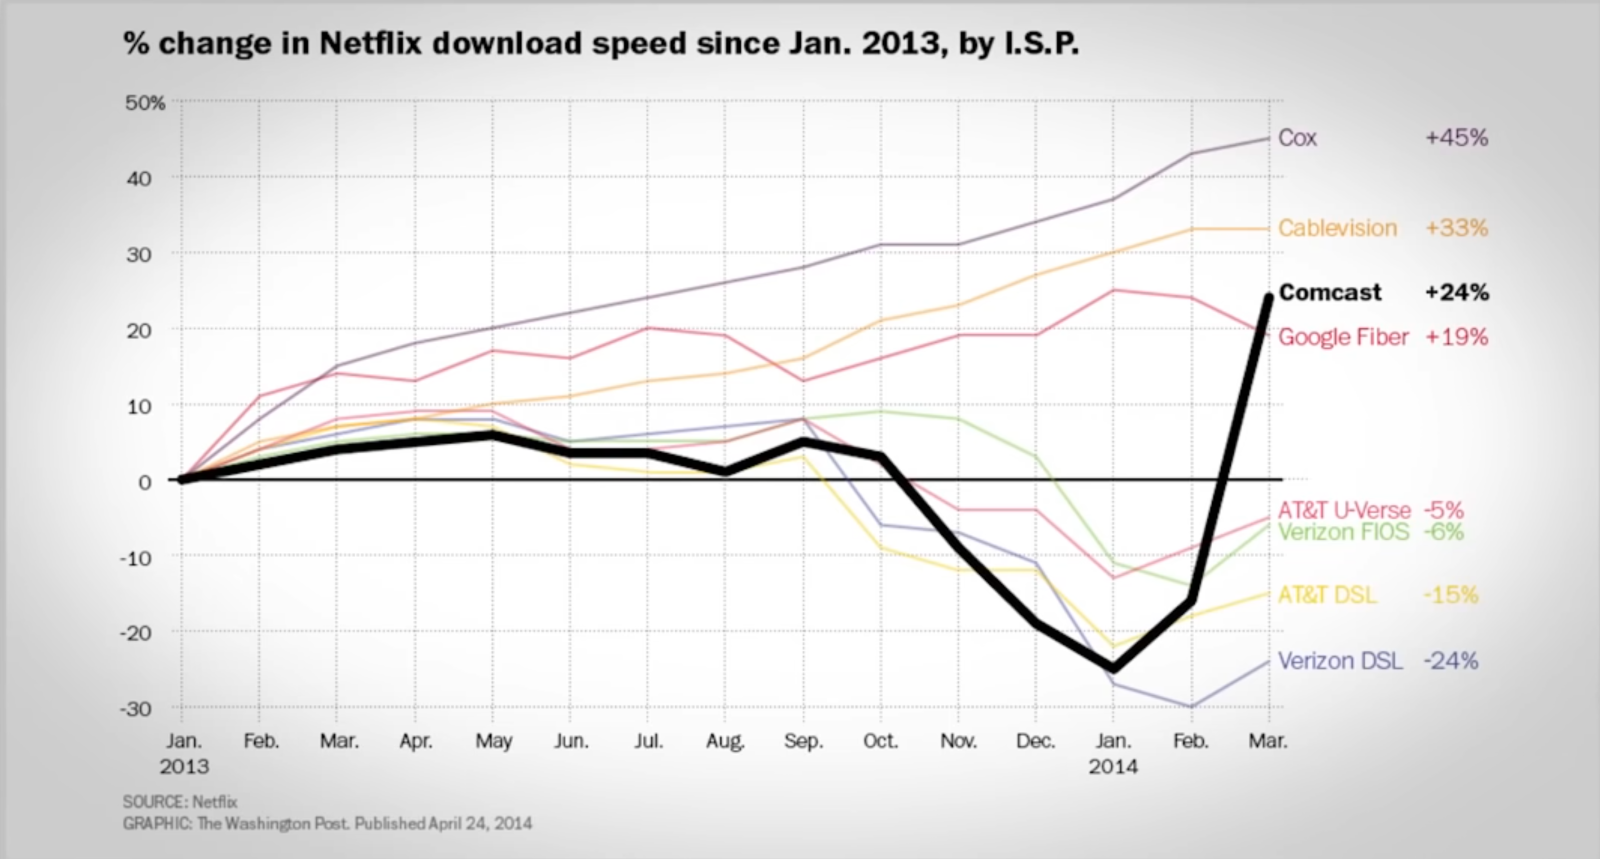 % change in Netflix download speed since Jan. 2013, by I.S.P.
50%
40
30
20
10
0
-10
-20
-30
Cox +45%
Cablevision +33%
Comcast +24%
Google Fiber +19%
AT&T U-Verse -5%
Verizon FIOS -6%
AT&T DSL -15%
Verizon DSL -24%
Jan. Feb. Mar. Apr. May Jun. Jul. Aug. Sep. Oct. Nov. Dec. Jan. Feb. Mar.
2013 2014
SOURCE: Netflix
GRAPHIC: The Washington Post. Published April 24, 2014